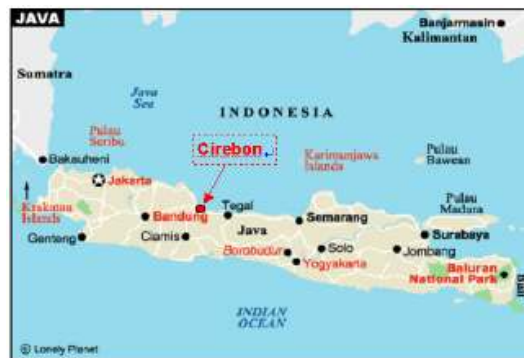 JAVA
Banjarmasin
Kalimantan
Sumatra
Java
Sea
INDONESIA
Pulau
Seribu
Cirebon.
Karimunjawa
Islands
Pulau
Bawean
Bakauheni
Jakarta
Krakatau
Islands
Bandung
Tegal
Semarang
Pulau
Madura
Genteng
Ciamis
Java
Surabaya
Borobudur
Solo
Jombang
Yogyakarta
Baluran
National Park
Bali
INDIAN
OCEAN
© Lonely Planet